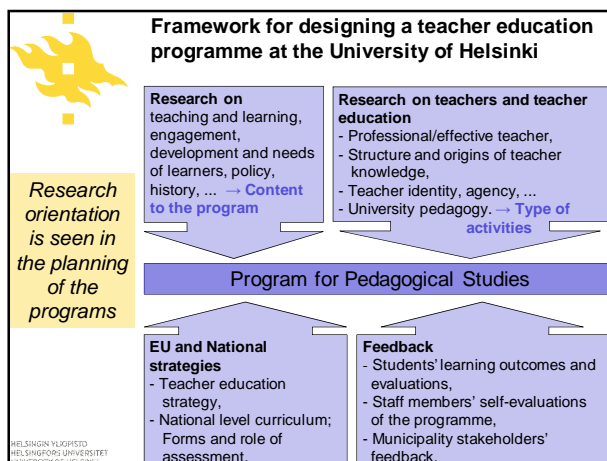 Framework for designing a teacher education
programme at the University of Helsinki
Research on
teaching and learning,
engagement,
development and needs
of learners, policy,
history, ... → Content
to the program
Research on teachers and teacher
education
- Professional/effective teacher,
- Structure and origins of teacher
knowledge,
- Teacher identity, agency, ...
- University pedagogy. → Type of
activities
Research
orientation
is seen in
the planning
of the
programs
Program for Pedagogical Studies
EU and National
strategies
- Teacher education
strategy,
- National level curriculum;
Forms and role of
assessment.
Feedback
- Students' learning outcomes and
evaluations,
- Staff members' self-evaluations
of the programme,
- Municipality stakeholders'
feedback.
HELSINGIN YLIOPISTO
HELSINGFORS UNIVERSITET
UNIVERSITY OF HELSINKI